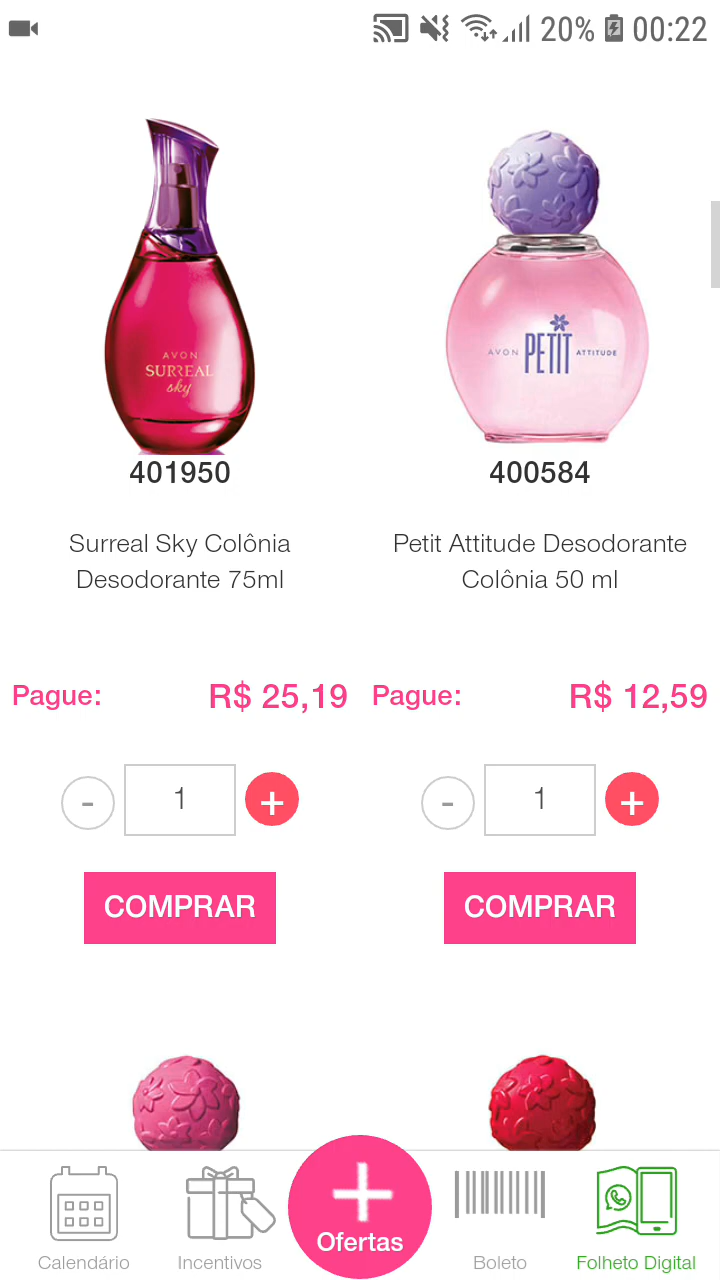 20% 00:22
AVON
SURREAL
sky
AVON PETIT ATTITUDE
401950
400584
Surreal Sky Colônia
Desodorante 75ml
Petit Attitude Desodorante
Colônia 50 ml
Pague: R$ 25,19
Pague: R$ 12,59
- 1 +
- 1 +
COMPRAR
COMPRAR
Calendário
Incentivos
Ofertas
Boleto
Folheto Digital